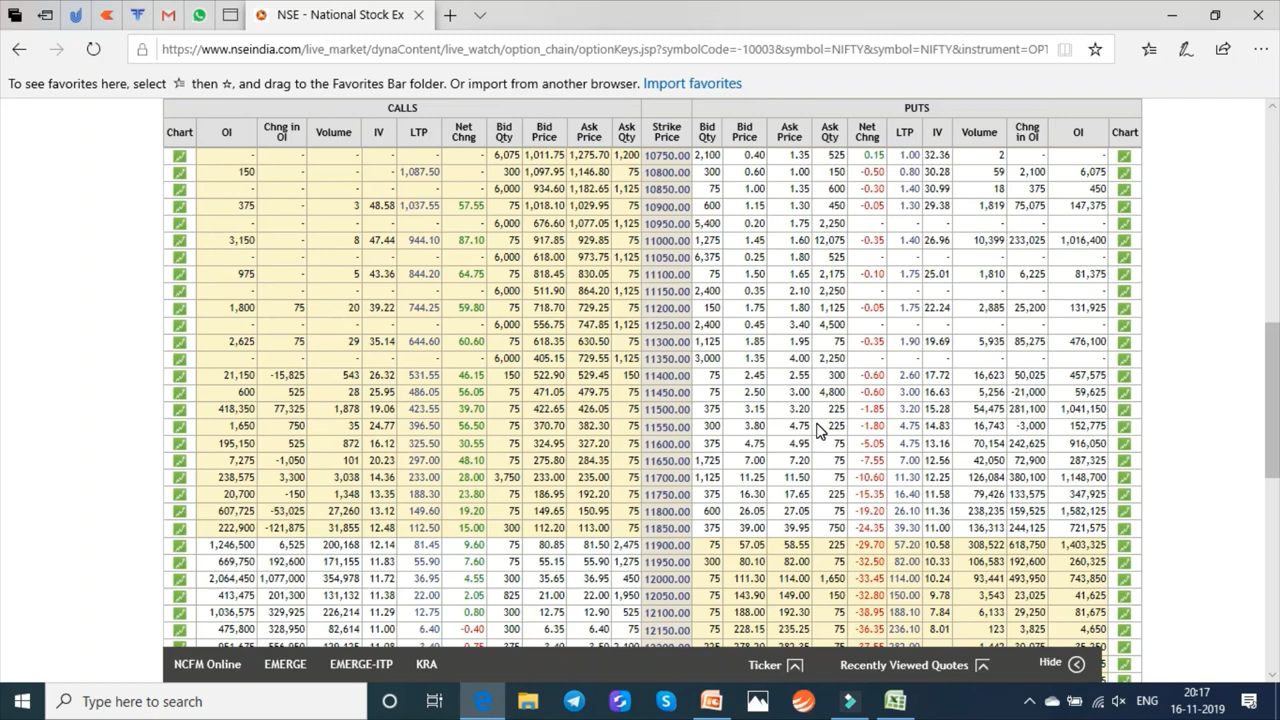 NSE - National Stock Ex
https://www.nseindia.com/live_market/dynaContent/live_watch/option_chain/optionKeys.jsp?symbolCode=-10003&symbol=NIFTY&symbol=NIFTY&instrument=OPT
To see favorites here, select then ☆, and drag to the Favorites Bar folder. Or import from another browser. Import favorites
CALLS PUTS
Chart OI Chng in OI Volume IV LTP Net Chng Bid Qty Bid Price Ask Price Ask Qty Strike Price Bid Qty Bid Price Ask Price Ask Qty Net Chng LTP IV Volume Chng in OI OI Chart
- - - - - - 6,075 1,011.75 1,275.70 1,200 10750.00 2,100 0.40 1.35 525 0.15 1.00 32.36 2 - -
150 - - - 1,087.50 - 300 1,097.95 1,146.80 75 10800.00 300 0.60 1.00 150 -0.50 0.80 30.28 59 2,100 6,075
- - - - - - 6,000 934.60 1,182.65 1,125 10850.00 75 1.00 1.35 600 -0.30 1.40 30.99 18 375 450
375 - 3 48.58 1,037.55 57.55 75 1,018.10 1,029.95 75 10900.00 600 1.15 1.30 450 -0.05 1.30 29.38 1,819 75,075 147,375
- - - - - - 6,000 676.60 1,077.05 1,125 10950.00 5,400 0.20 1.75 2,250 - - - - - -
3,150 - 8 47.44 944.10 87.10 75 917.85 929.85 75 11000.00 1,275 1.45 1.60 12,075 -0.35 1.40 26.96 10,399 233,025 1,016,400
- - - - - - 6,000 618.00 973.75 1,125 11050.00 6,375 0.25 1.80 525 - - - - - -
975 - 5 43.36 844.20 64.75 75 818.45 830.05 75 11100.00 75 1.50 1.65 2,175 -0.10 1.75 25.01 1,810 6,225 81,375
- - - - - - 6,000 511.90 864.20 1,125 11150.00 2,400 0.35 2.10 2,250 - - - - - -
1,800 75 20 39.22 744.25 59.80 75 718.70 729.25 75 11200.00 150 1.75 1.80 1,125 -0.05 1.75 22.24 2,885 25,200 131,925
- - - - - - 6,000 556.75 747.85 1,125 11250.00 2,400 0.45 3.40 4,500 - - - - - -
2,625 75 29 35.14 644.60 60.60 75 618.35 630.50 75 11300.00 1,125 1.85 1.95 75 -0.35 1.90 19.69 5,935 85,275 476,100
- - - - - - 6,000 405.15 729.55 1,125 11350.00 3,000 1.35 4.00 2,250 - - - - - -
21,150 -15,825 543 26.32 531.55 46.15 150 522.90 529.45 150 11400.00 75 2.45 2.55 300 -0.60 2.60 17.72 16,623 50,025 457,575
600 525 28 25.95 486.05 56.05 75 471.05 479.75 75 11450.00 75 2.50 3.00 4,800 -0.60 3.00 16.63 5,256 -21,000 59,625
418,350 77,325 1,878 19.06 423.55 39.70 75 422.65 426.05 75 11500.00 375 3.15 3.20 225 -1.85 3.20 15.28 54,475 281,100 1,041,150
1,650 750 35 24.77 396.50 56.50 75 370.70 382.30 75 11550.00 300 3.80 4.75 225 -1.80 4.75 14.83 16,743 -3,000 152,775
195,150 525 872 16.12 325.50 30.55 75 324.95 327.20 75 11600.00 375 4.75 4.95 75 -5.05 4.75 13.16 70,154 242,625 916,050
7,275 -1,050 101 20.23 297.00 48.10 75 275.80 284.35 75 11650.00 1,725 7.00 7.20 75 -7.55 7.00 12.56 42,050 72,900 287,325
238,575 3,300 3,038 14.36 233.00 28.00 3,750 233.00 235.00 75 11700.00 1,125 11.25 11.50 75 -10.60 11.30 12.25 126,084 380,100 1,148,700
20,700 -150 1,348 13.35 188.30 23.80 75 186.95 192.20 75 11750.00 375 16.30 17.65 225 -15.35 16.40 11.58 79,426 133,575 347,925
607,725 -53,025 27,260 13.12 149.60 19.20 75 149.65 150.95 75 11800.00 600 26.05 27.05 75 -19.20 26.10 11.36 238,235 159,750 1,582,125
222,900 -121,875 31,855 12.48 112.50 15.00 300 112.20 113.00 75 11850.00 375 39.00 39.95 750 -24.35 39.30 11.00 136,313 244,125 721,575
1,246,500 6,525 200,168 12.14 81.45 9.60 75 80.85 81.50 2,475 11900.00 75 57.05 58.55 225 -29.70 57.20 10.58 308,522 618,750 1,403,325
669,750 192,600 171,155 11.83 55.90 7.60 75 55.15 55.90 1,275 11950.00 300 80.10 82.00 75 -32.50 82.00 10.33 106,583 192,600 260,325
2,064,450 1,077,000 354,978 11.72 36.95 4.55 300 35.65 36.95 450 12000.00 75 111.30 114.00 1,650 -33.45 114.00 10.24 93,441 493,950 743,850
413,475 201,300 131,132 11.38 22.00 2.05 825 21.00 22.00 1,950 12050.00 75 143.90 149.00 150 -32.80 150.00 9.78 3,543 23,025 41,625
1,036,575 329,925 226,214 11.29 12.75 0.80 300 12.75 12.90 525 12100.00 75 188.00 192.30 75 -38.95 188.10 7.84 6,133 29,250 81,675
475,800 328,950 82,614 11.00 6.40 -0.40 300 6.35 6.40 75 12150.00 75 228.15 235.25 75 -36.35 236.10 8.01 123 3,825 4,650
NCFM Online EMERGE EMERGE-ITP KRA Ticker Recently Viewed Quotes Hide
Type here to search
ENG
20:17
16-11-2019